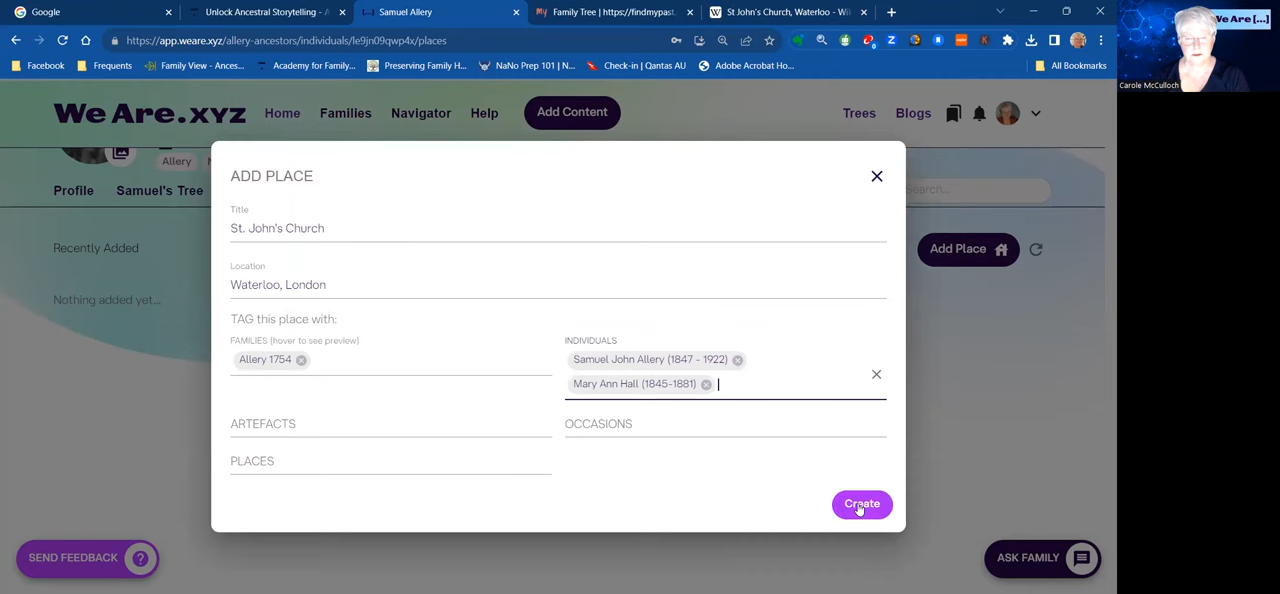 Google
Unlock Ancestral Storytelling - A
Samuel Allery
Family Tree | https://findmypast.
St John's Church, Waterloo - Wi
https://app.weare.xyz/allery-ancestors/individuals/le9jn09qwp4x/places
Facebook
Frequents
Family View - Ances...
Academy for Family...
Preserving Family H...
NaNo Prep 101 | N...
Check-in | Qantas AU
Adobe Acrobat Ho...
All Bookmarks
We Are [...]
Carole McCulloch
We Are.xyz
Home
Families
Navigator
Help
Add Content
Trees
Blogs
Allery
Profile
Samuel's Tree
Search...
Recently Added
Add Place
Nothing added yet...
ADD PLACE
Title
St. John's Church
Location
Waterloo, London
TAG this place with:
FAMILIES (hover to see preview)
INDIVIDUALS
Allery 1754
Samuel John Allery (1847 - 1922)
Mary Ann Hall (1845-1881)
ARTEFACTS
OCCASIONS
PLACES
Create
SEND FEEDBACK
ASK FAMILY